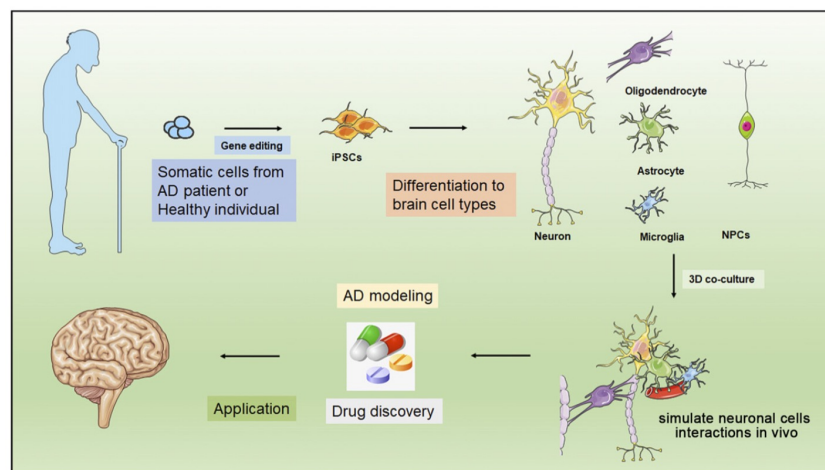 Gene editing
Somatic cells from
AD patient or
Healthy individual
iPSCs
Differentiation to
brain cell types
Neuron
Oligodendrocyte
Astrocyte
Microglia
NPCs
3D co-culture
simulate neuronal cells
interactions in vivo
AD modeling
Drug discovery
Application